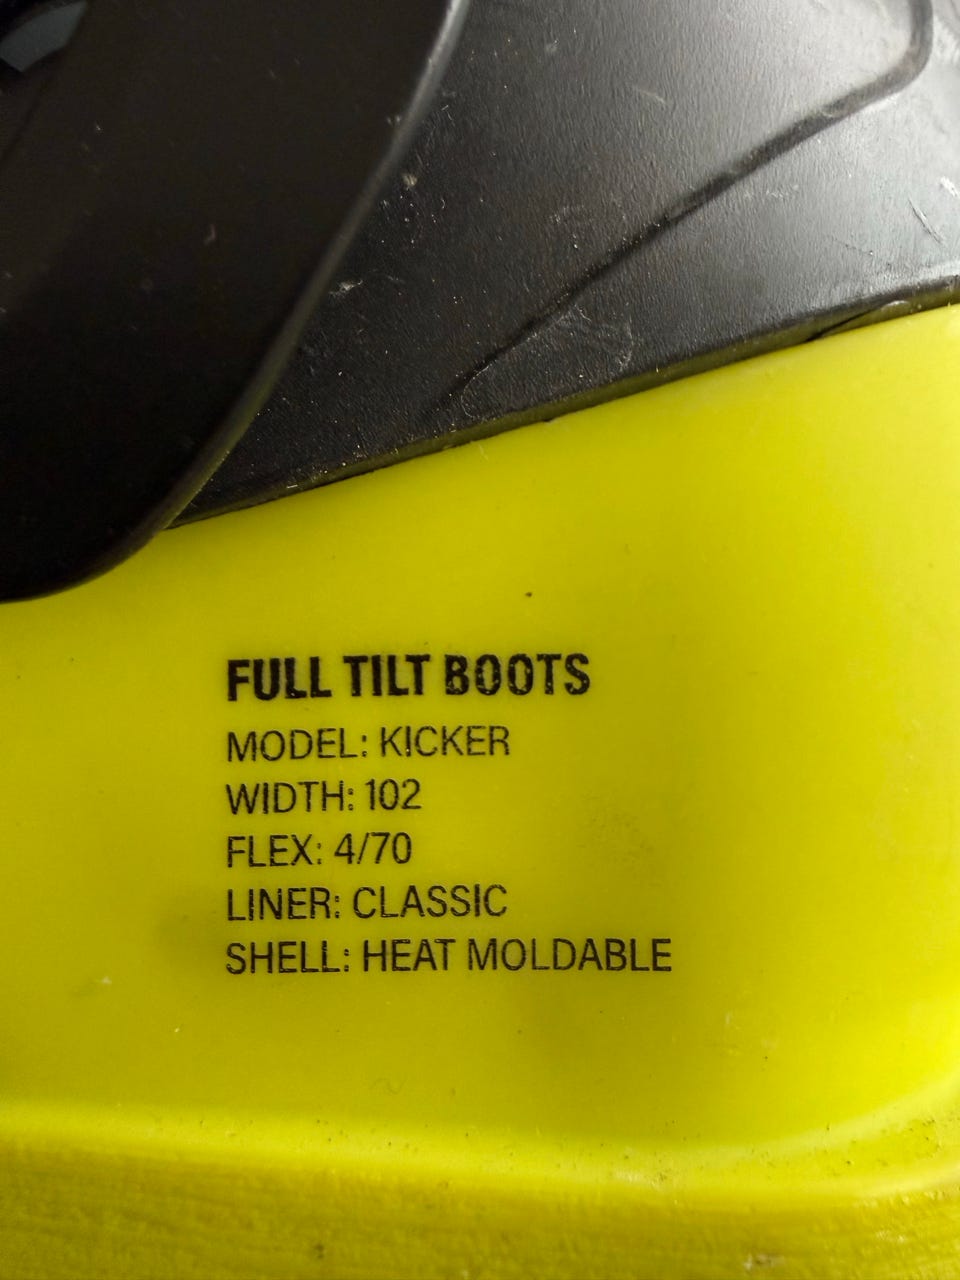 FULL TILT BOOTS
MODEL: KICKER
WIDTH: 102
FLEX: 4/70
LINER: CLASSIC
SHELL: HEAT MOLDABLE